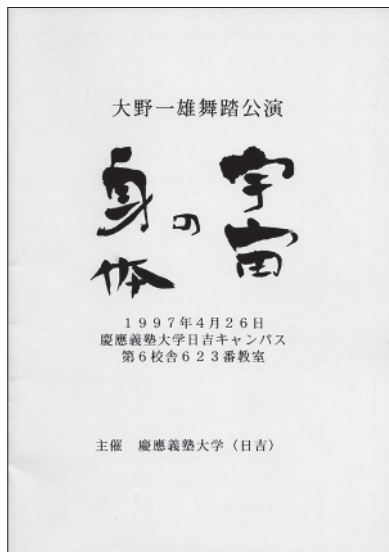 大野一雄舞踏公演
宇宙
の
身体
1997年4月26日
慶應義塾大学日吉キャンパス
第6校舎623番教室
主催　慶應義塾大学（日吉）